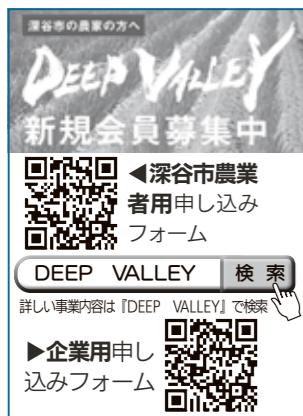 深谷市の農家の方へ
DEEP VALLEY
新規会員募集中
◀深谷市農業
者用申し込み
フォーム
DEEP VALLEY 検索
詳しい事業内容は『DEEP VALLEY』で検索
▶企業用申し
込みフォーム